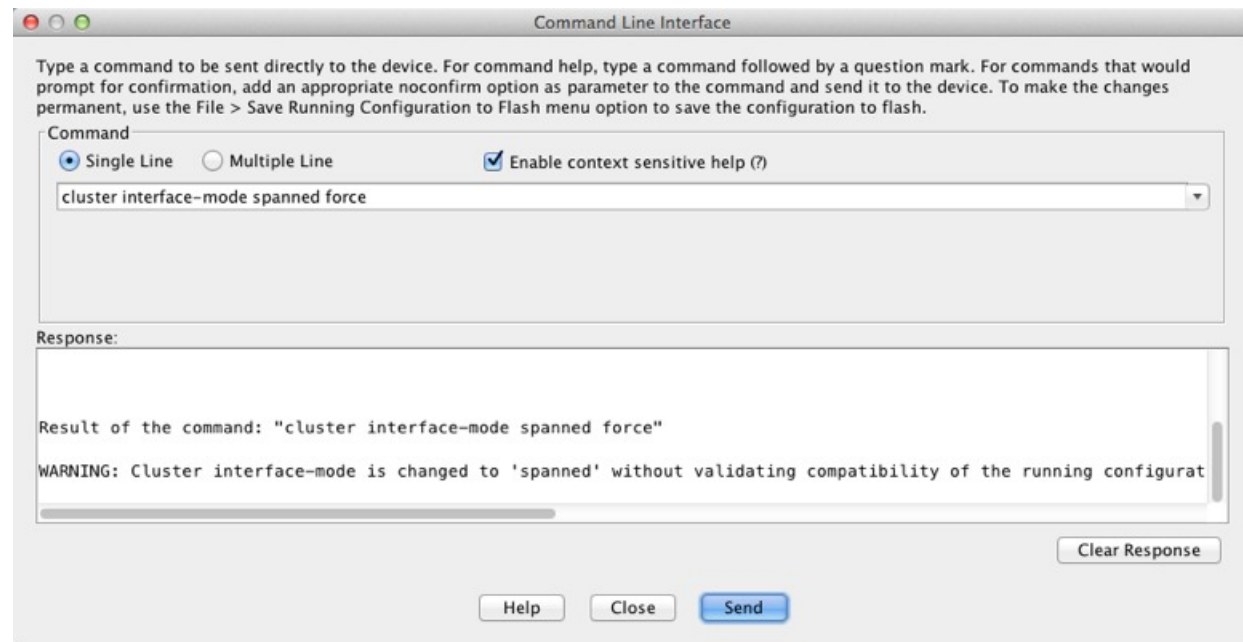 Command Line Interface
Type a command to be sent directly to the device. For command help, type a command followed by a question mark. For commands that would
prompt for confirmation, add an appropriate noconfirm option as parameter to the command and send it to the device. To make the changes
permanent, use the File > Save Running Configuration to Flash menu option to save the configuration to flash.
Command
Single Line Multiple Line Enable context sensitive help (?)
cluster interface-mode spanned force
Response:
Result of the command: "cluster interface-mode spanned force"
WARNING: Cluster interface-mode is changed to 'spanned' without validating compatibility of the running configurat
Clear Response
Help Close Send